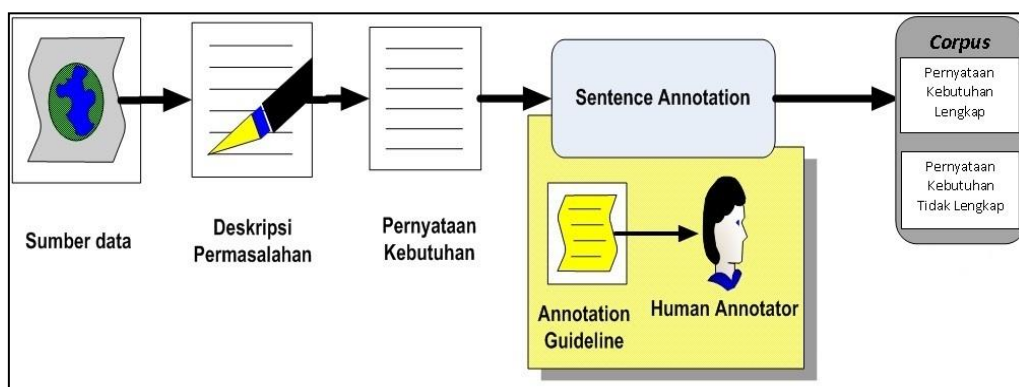 Sumber data
Deskripsi
Permasalahan
Pernyataan
Kebutuhan
Sentence Annotation
Annotation
Guideline
Human Annotator
Corpus
Pernyataan
Kebutuhan
Lengkap
Pernyataan
Kebutuhan
Tidak Lengkap